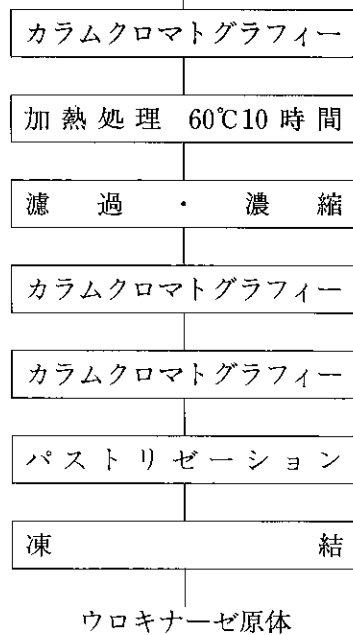 カラムクロマトグラフィー
加熱処理 60℃10時間
濾過・濃縮
カラムクロマトグラフィー
カラムクロマトグラフィー
パストリゼーション
凍結
ウロキナーゼ原体